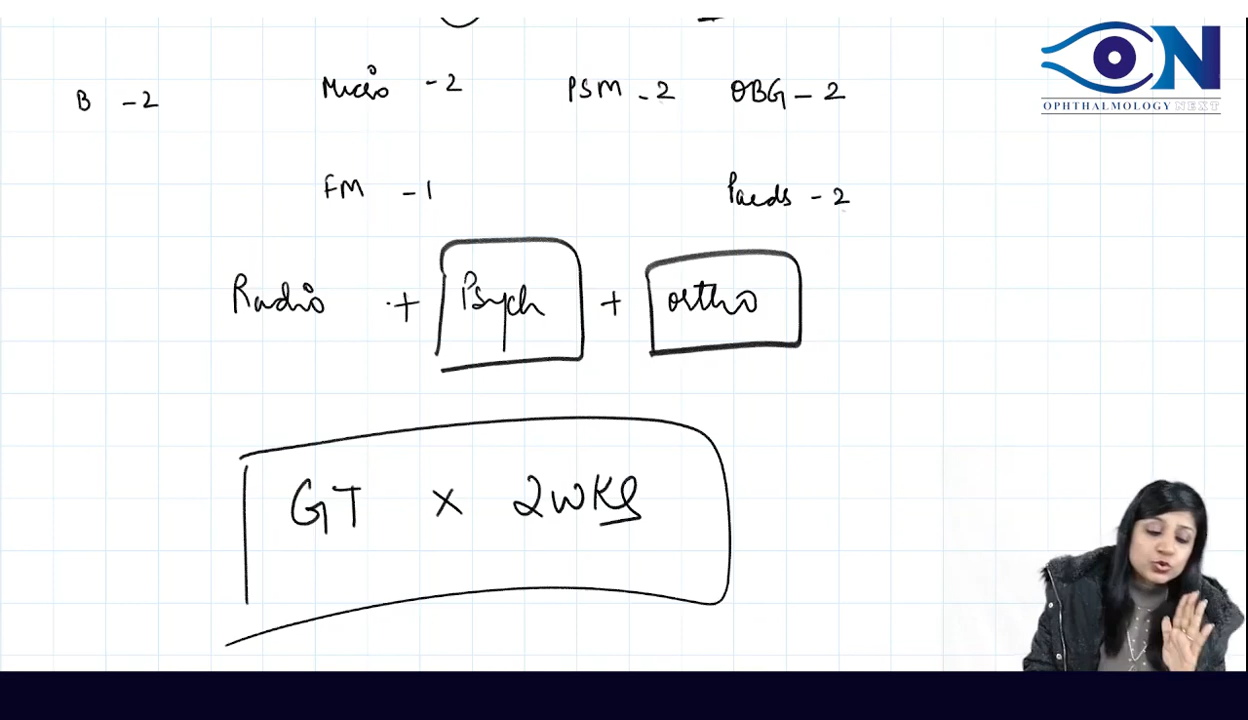 ON
OPHTHALMOLOGY NEXT
B - 2 Micro - 2 PSM - 2 OBG - 2
FM - 1 Paeds - 2
Radio + Psych + ortho
GT x 2wks